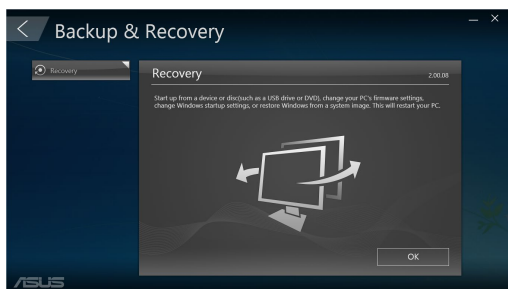 Backup & Recovery
Recovery
Recovery
2.00.08
Start up from a device or disc(such as a USB drive or DVD), change your PC's firmware settings,
change Windows startup settings, or restore Windows from a system image. This will restart your PC.
OK
ASUS